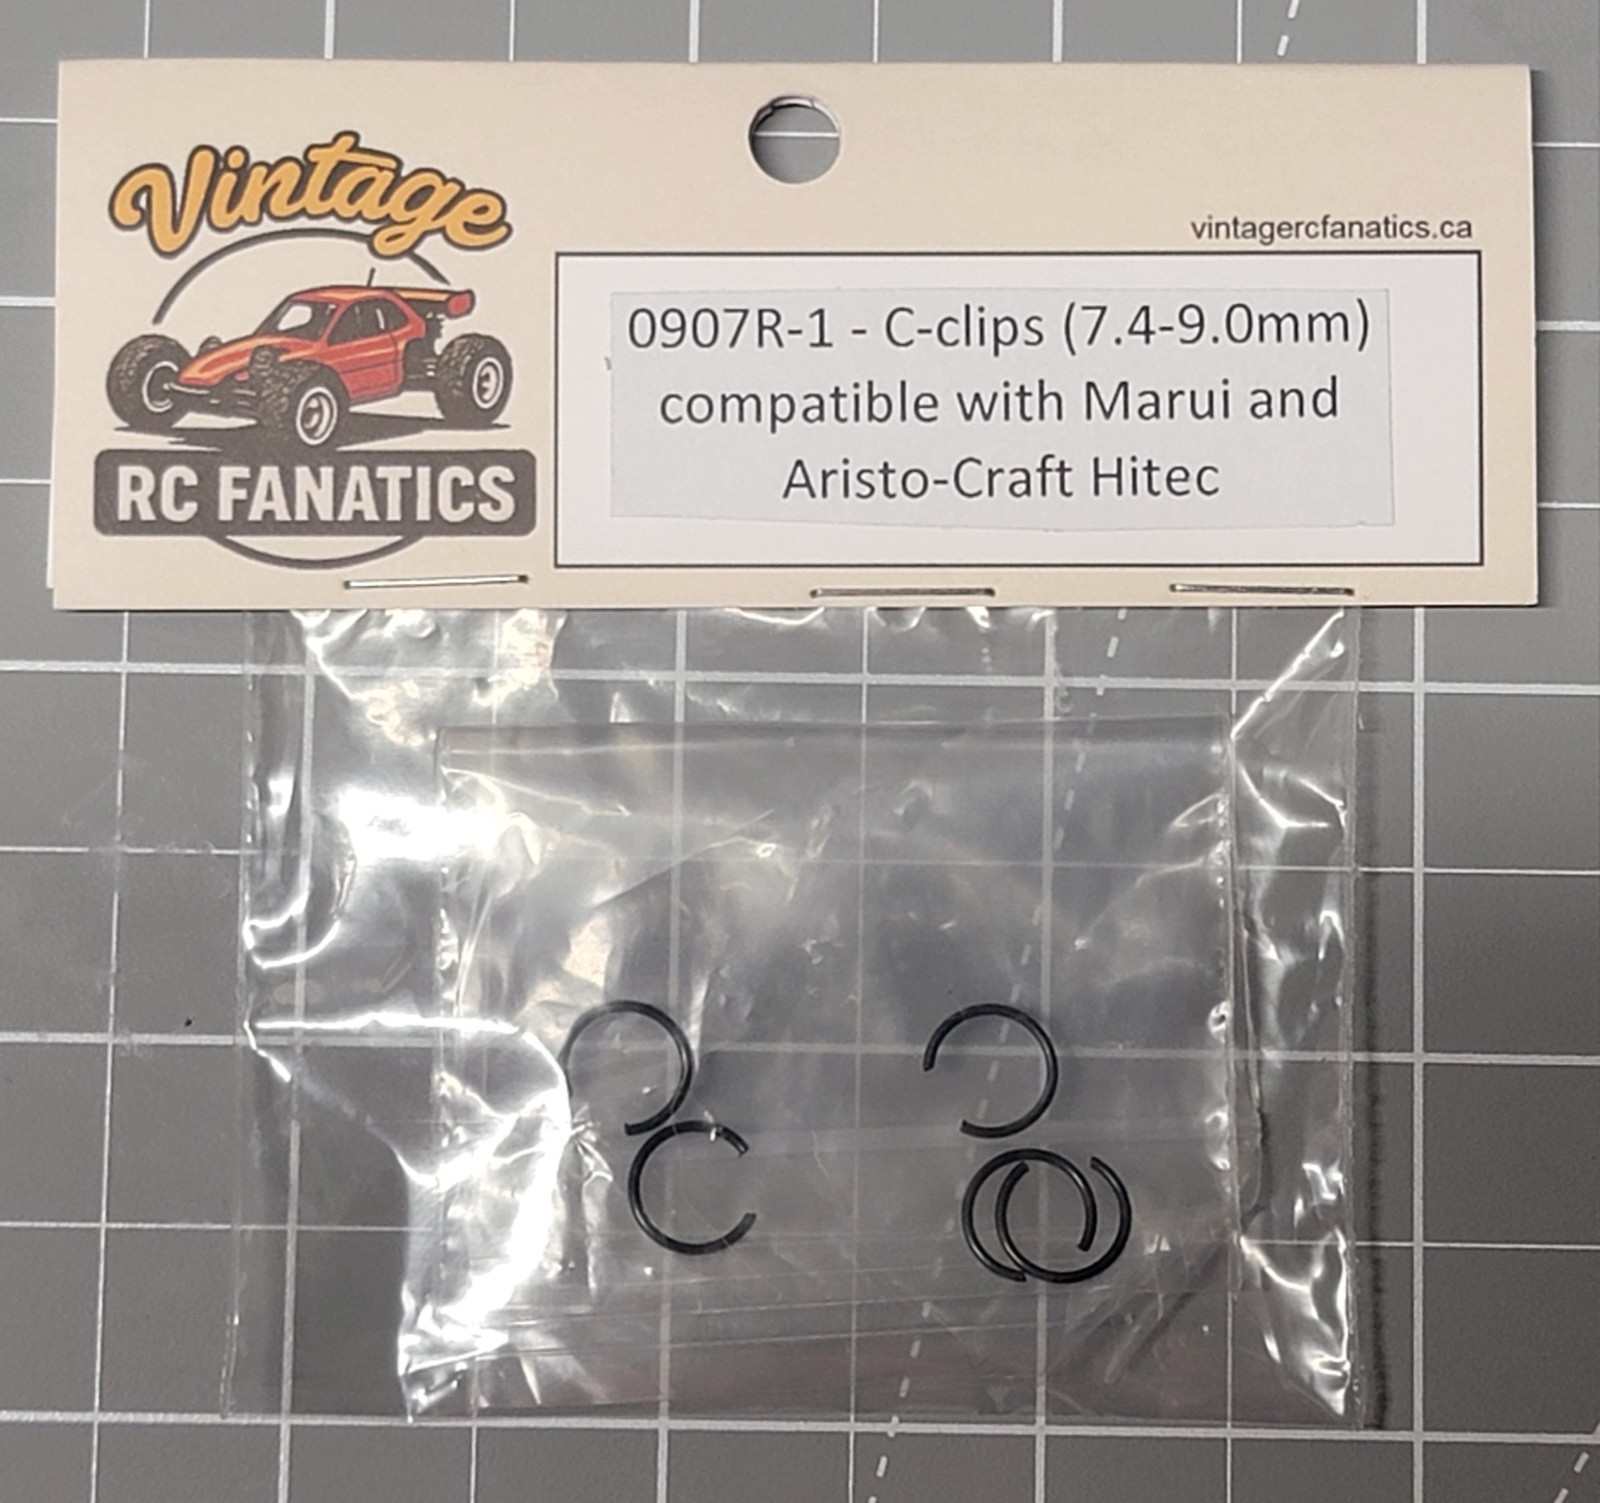 Vintage
RC FANATICS
vintagercfanatics.ca
0907R-1 - C-clips (7.4-9.0mm)
compatible with Marui and
Aristo-Craft Hitec